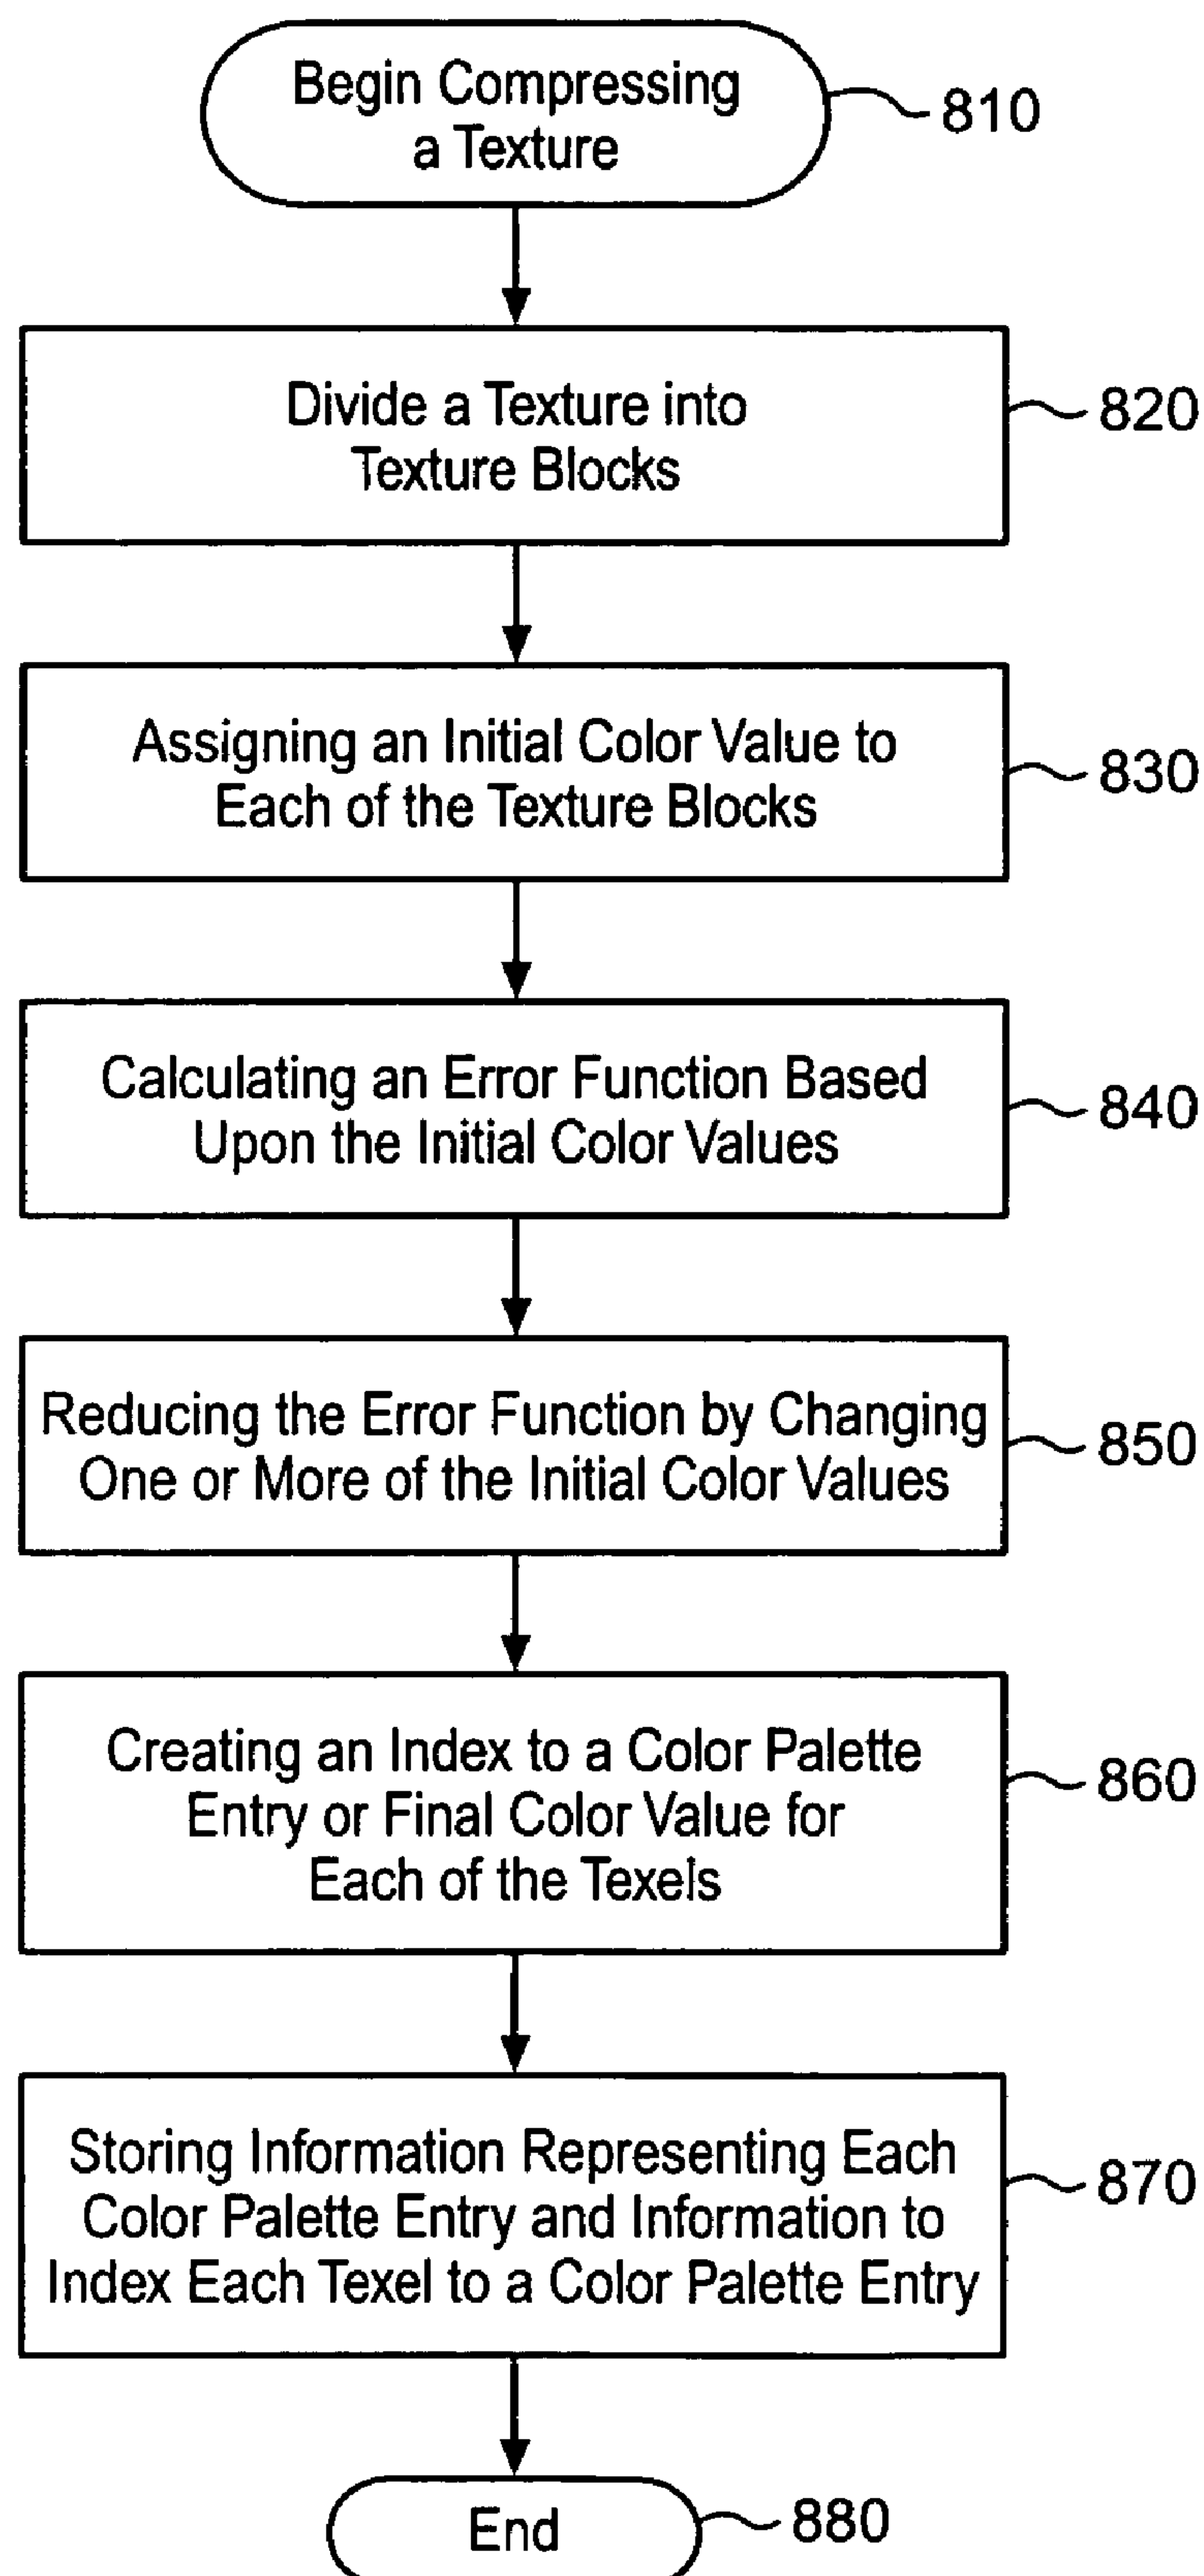 Begin Compressing
a Texture
810
Divide a Texture into
Texture Blocks
820
Assigning an Initial Color Value to
Each of the Texture Blocks
830
Calculating an Error Function Based
Upon the Initial Color Values
840
Reducing the Error Function by Changing
One or More of the Initial Color Values
850
Creating an Index to a Color Palette
Entry or Final Color Value for
Each of the Texels
860
Storing Information Representing Each
Color Palette Entry and Information to
Index Each Texel to a Color Palette Entry
870
End
880